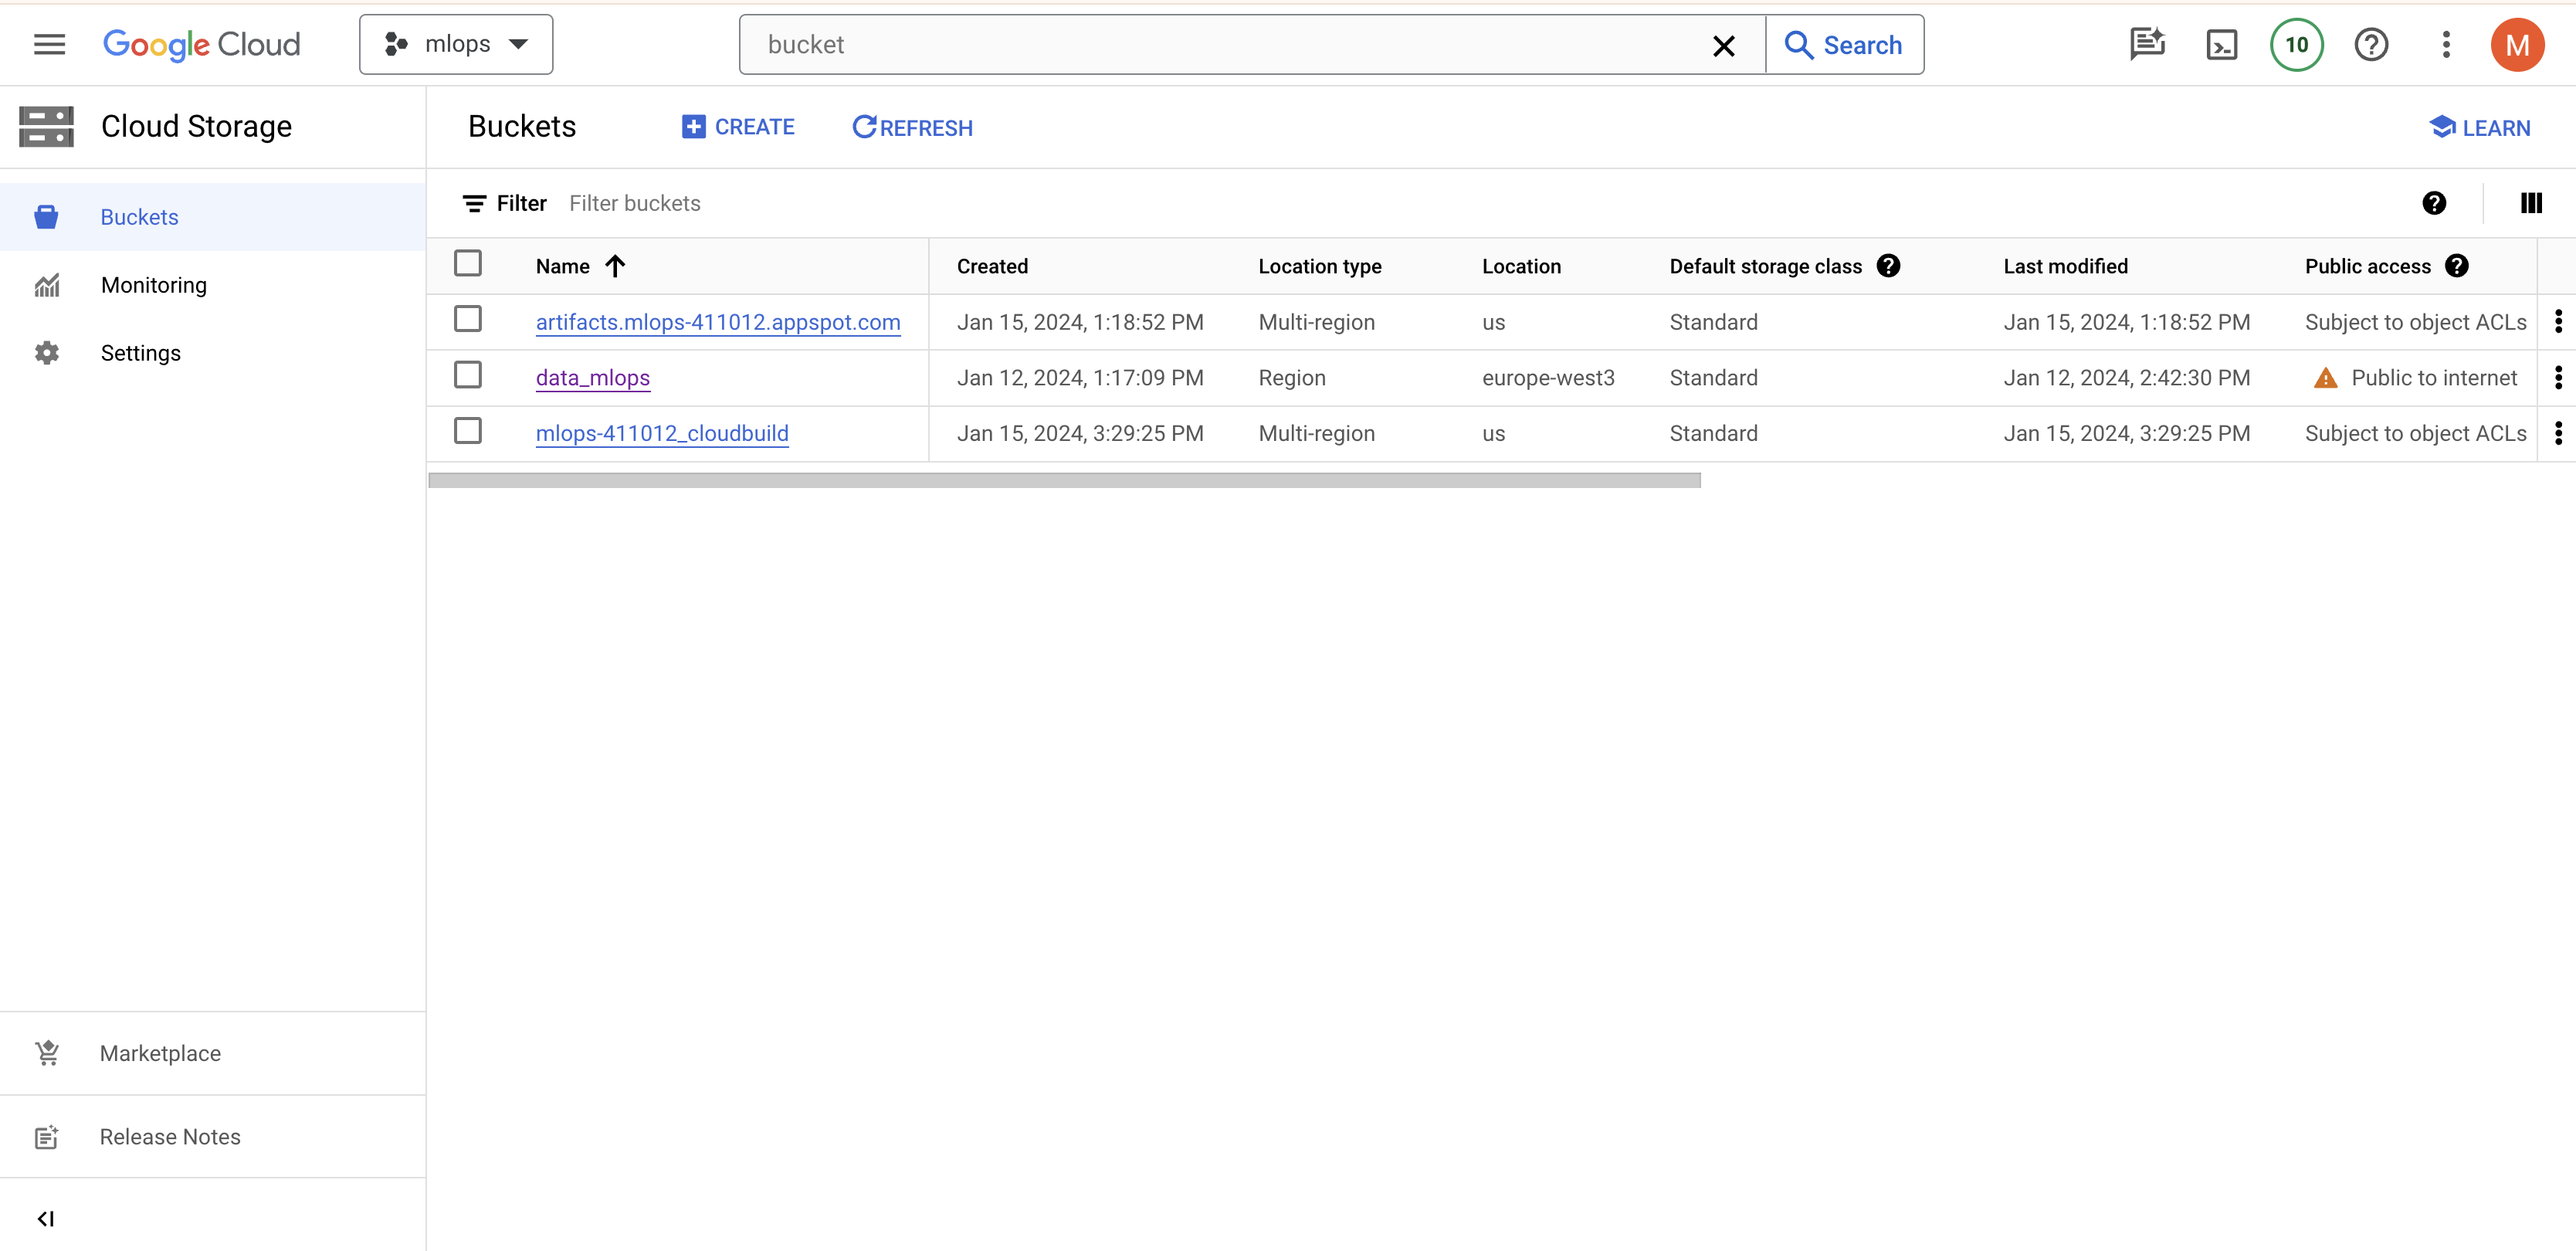 Google Cloud mlops bucket Search 10 M
Cloud Storage Buckets CREATE REFRESH LEARN
Buckets
Monitoring
Settings
Filter Filter buckets
Name Created Location type Location Default storage class Last modified Public access
artifacts.mlops-411012.appspot.com Jan 15, 2024, 1:18:52 PM Multi-region us Standard Jan 15, 2024, 1:18:52 PM Subject to object ACLs
data_mlops Jan 12, 2024, 1:17:09 PM Region europe-west3 Standard Jan 12, 2024, 2:42:30 PM Public to internet
mlops-411012_cloudbuild Jan 15, 2024, 3:29:25 PM Multi-region us Standard Jan 15, 2024, 3:29:25 PM Subject to object ACLs
Marketplace
Release Notes